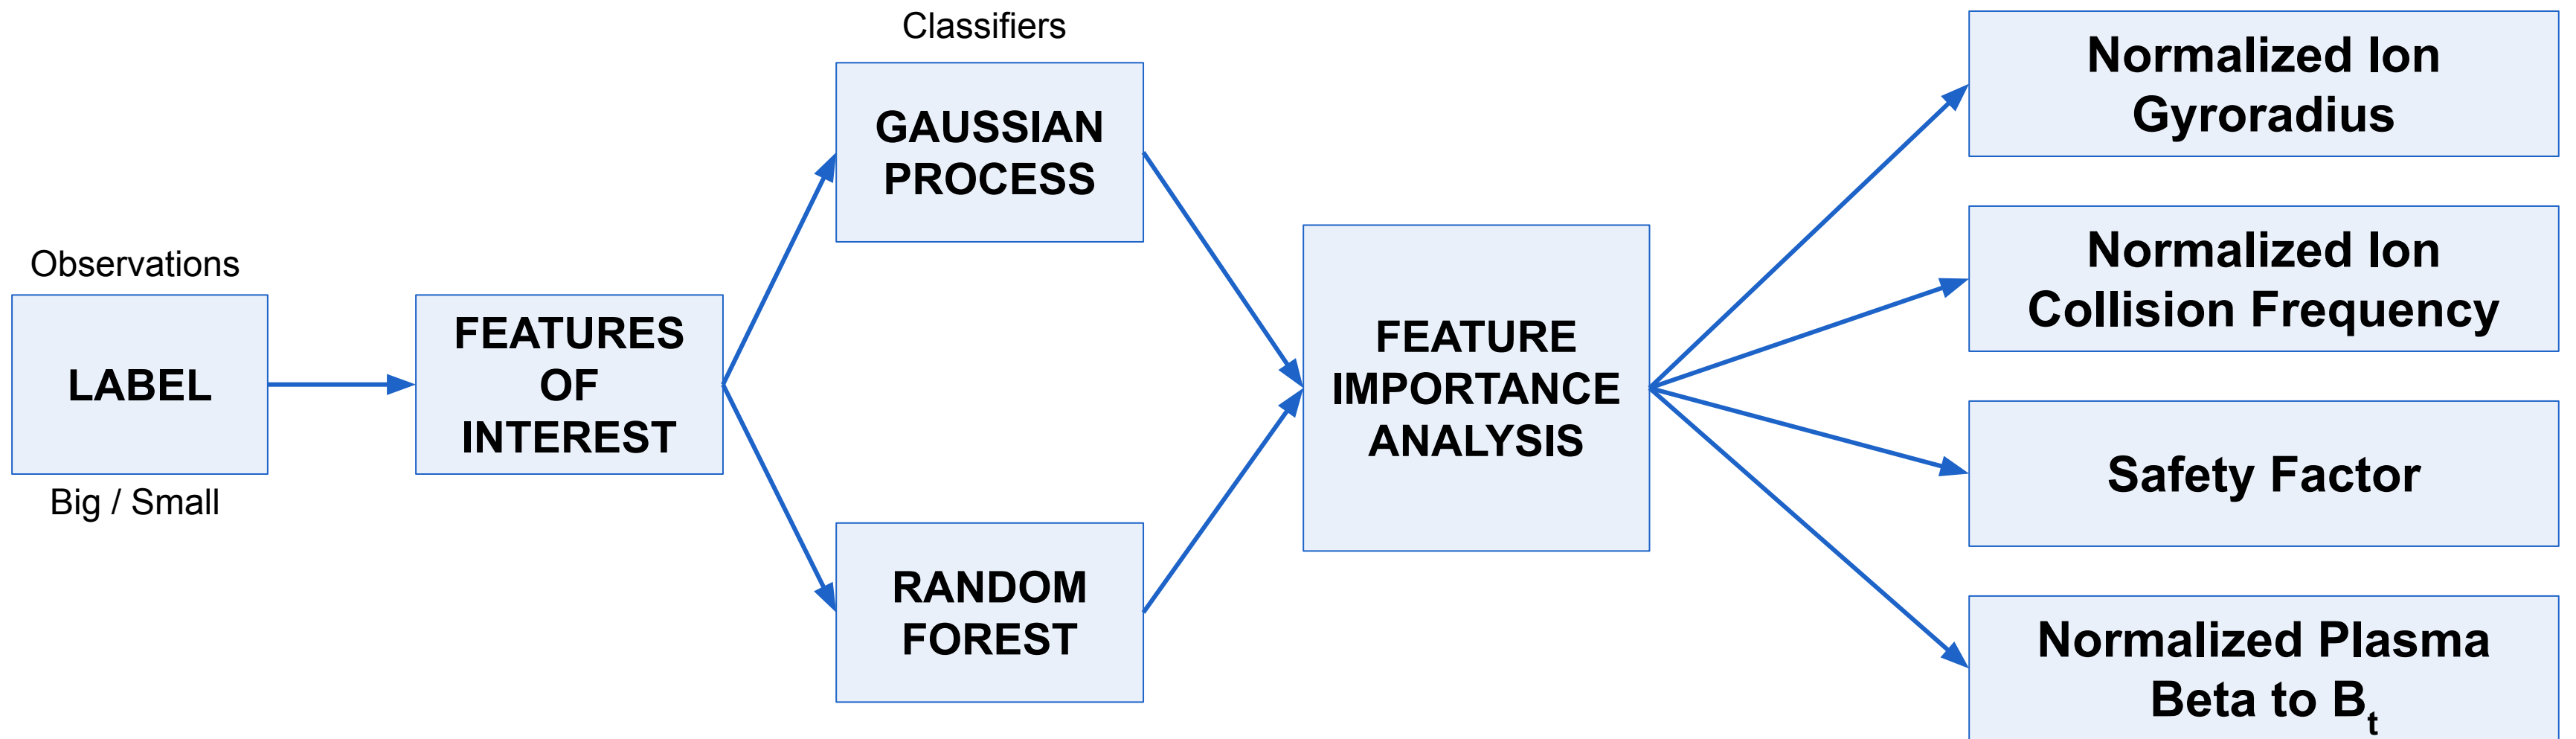 Observations
LABEL
Big / Small
FEATURES
OF
INTEREST
Classifiers
GAUSSIAN
PROCESS
RANDOM
FOREST
FEATURE
IMPORTANCE
ANALYSIS
Normalized Ion
Gyroradius
Normalized Ion
Collision Frequency
Safety Factor
Normalized Plasma
Beta to Bt